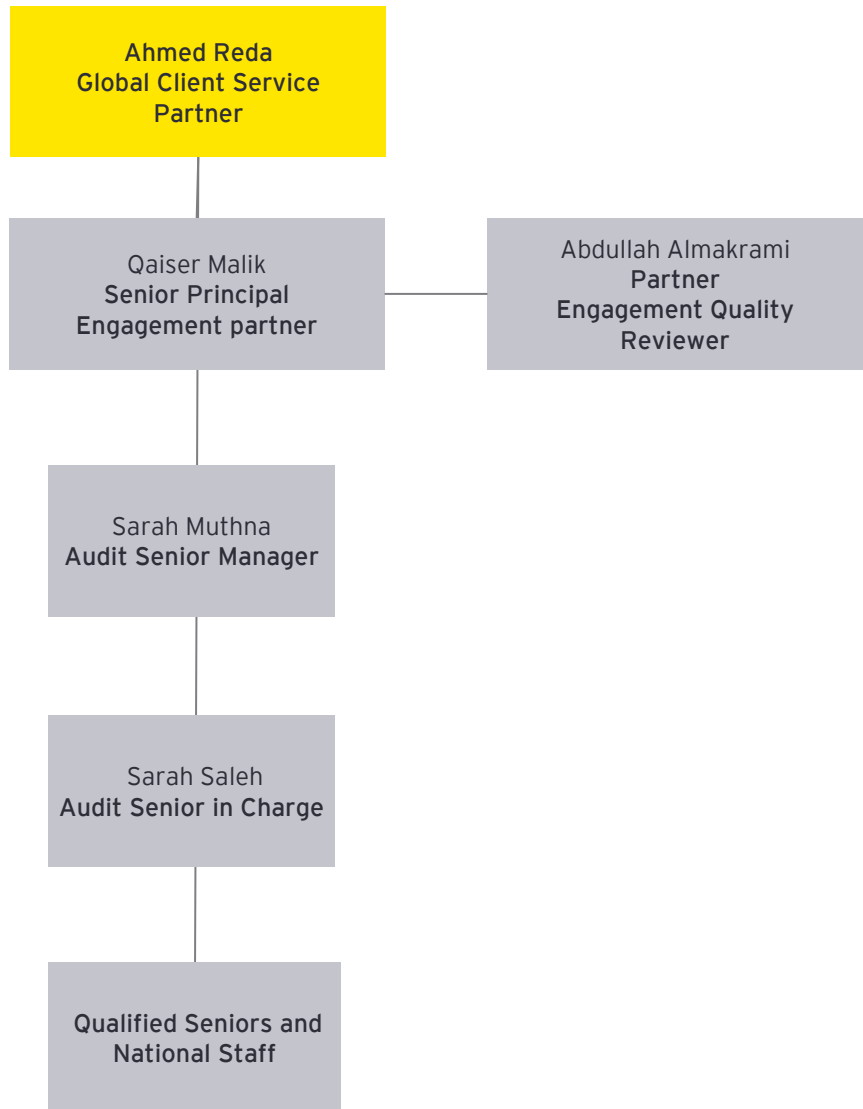 Ahmed Reda
Global Client Service
Partner
Qaiser Malik
Senior Principal
Engagement partner
Abdullah Almakrami
Partner
Engagement Quality
Reviewer
Sarah Muthna
Audit Senior Manager
Sarah Saleh
Audit Senior in Charge
Qualified Seniors and
National Staff